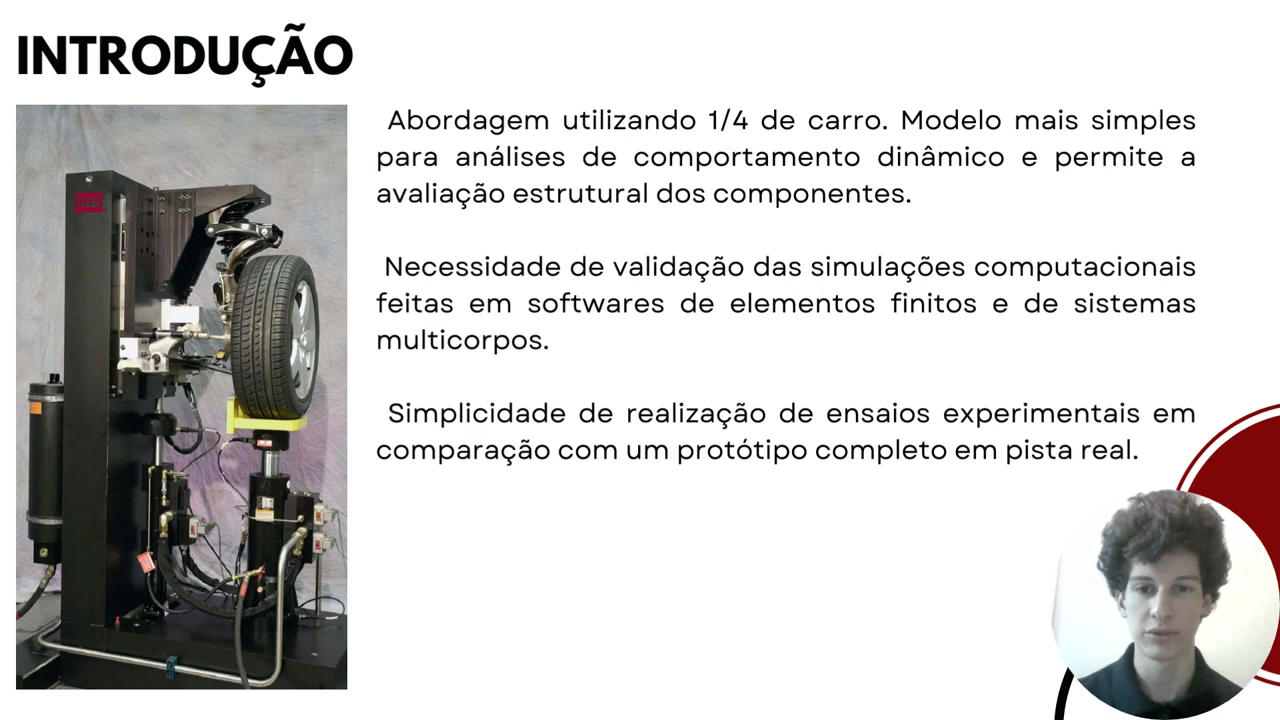 INTRODUÇÃO
Abordagem utilizando 1/4 de carro. Modelo mais simples
para análises de comportamento dinâmico e permite a
avaliação estrutural dos componentes.
Necessidade de validação das simulações computacionais
feitas em softwares de elementos finitos e de sistemas
multicorpos.
Simplicidade de realização de ensaios experimentais em
comparação com um protótipo completo em pista real.